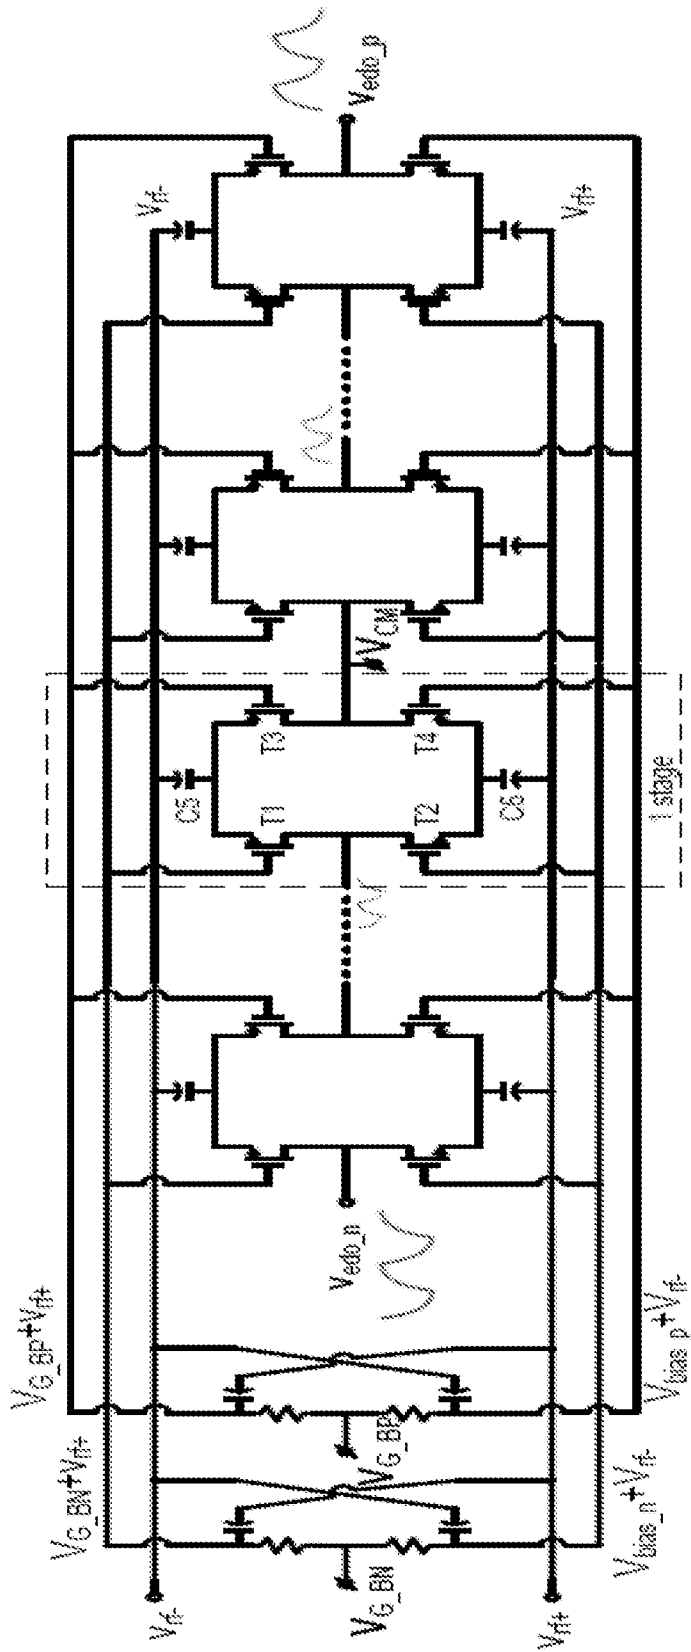 V_G_BP+V_rf+
V_G_BN+V_rf+
V_rf-
V_G_BN
V_G_BP
V_rf+
V_bias_n+V_rf-
V_bias_p+V_rf-
V_edo_n
C5
T1
T3
T2
T4
C6
1 stage
V_CM
V_rf-
V_rf+
V_edo_p